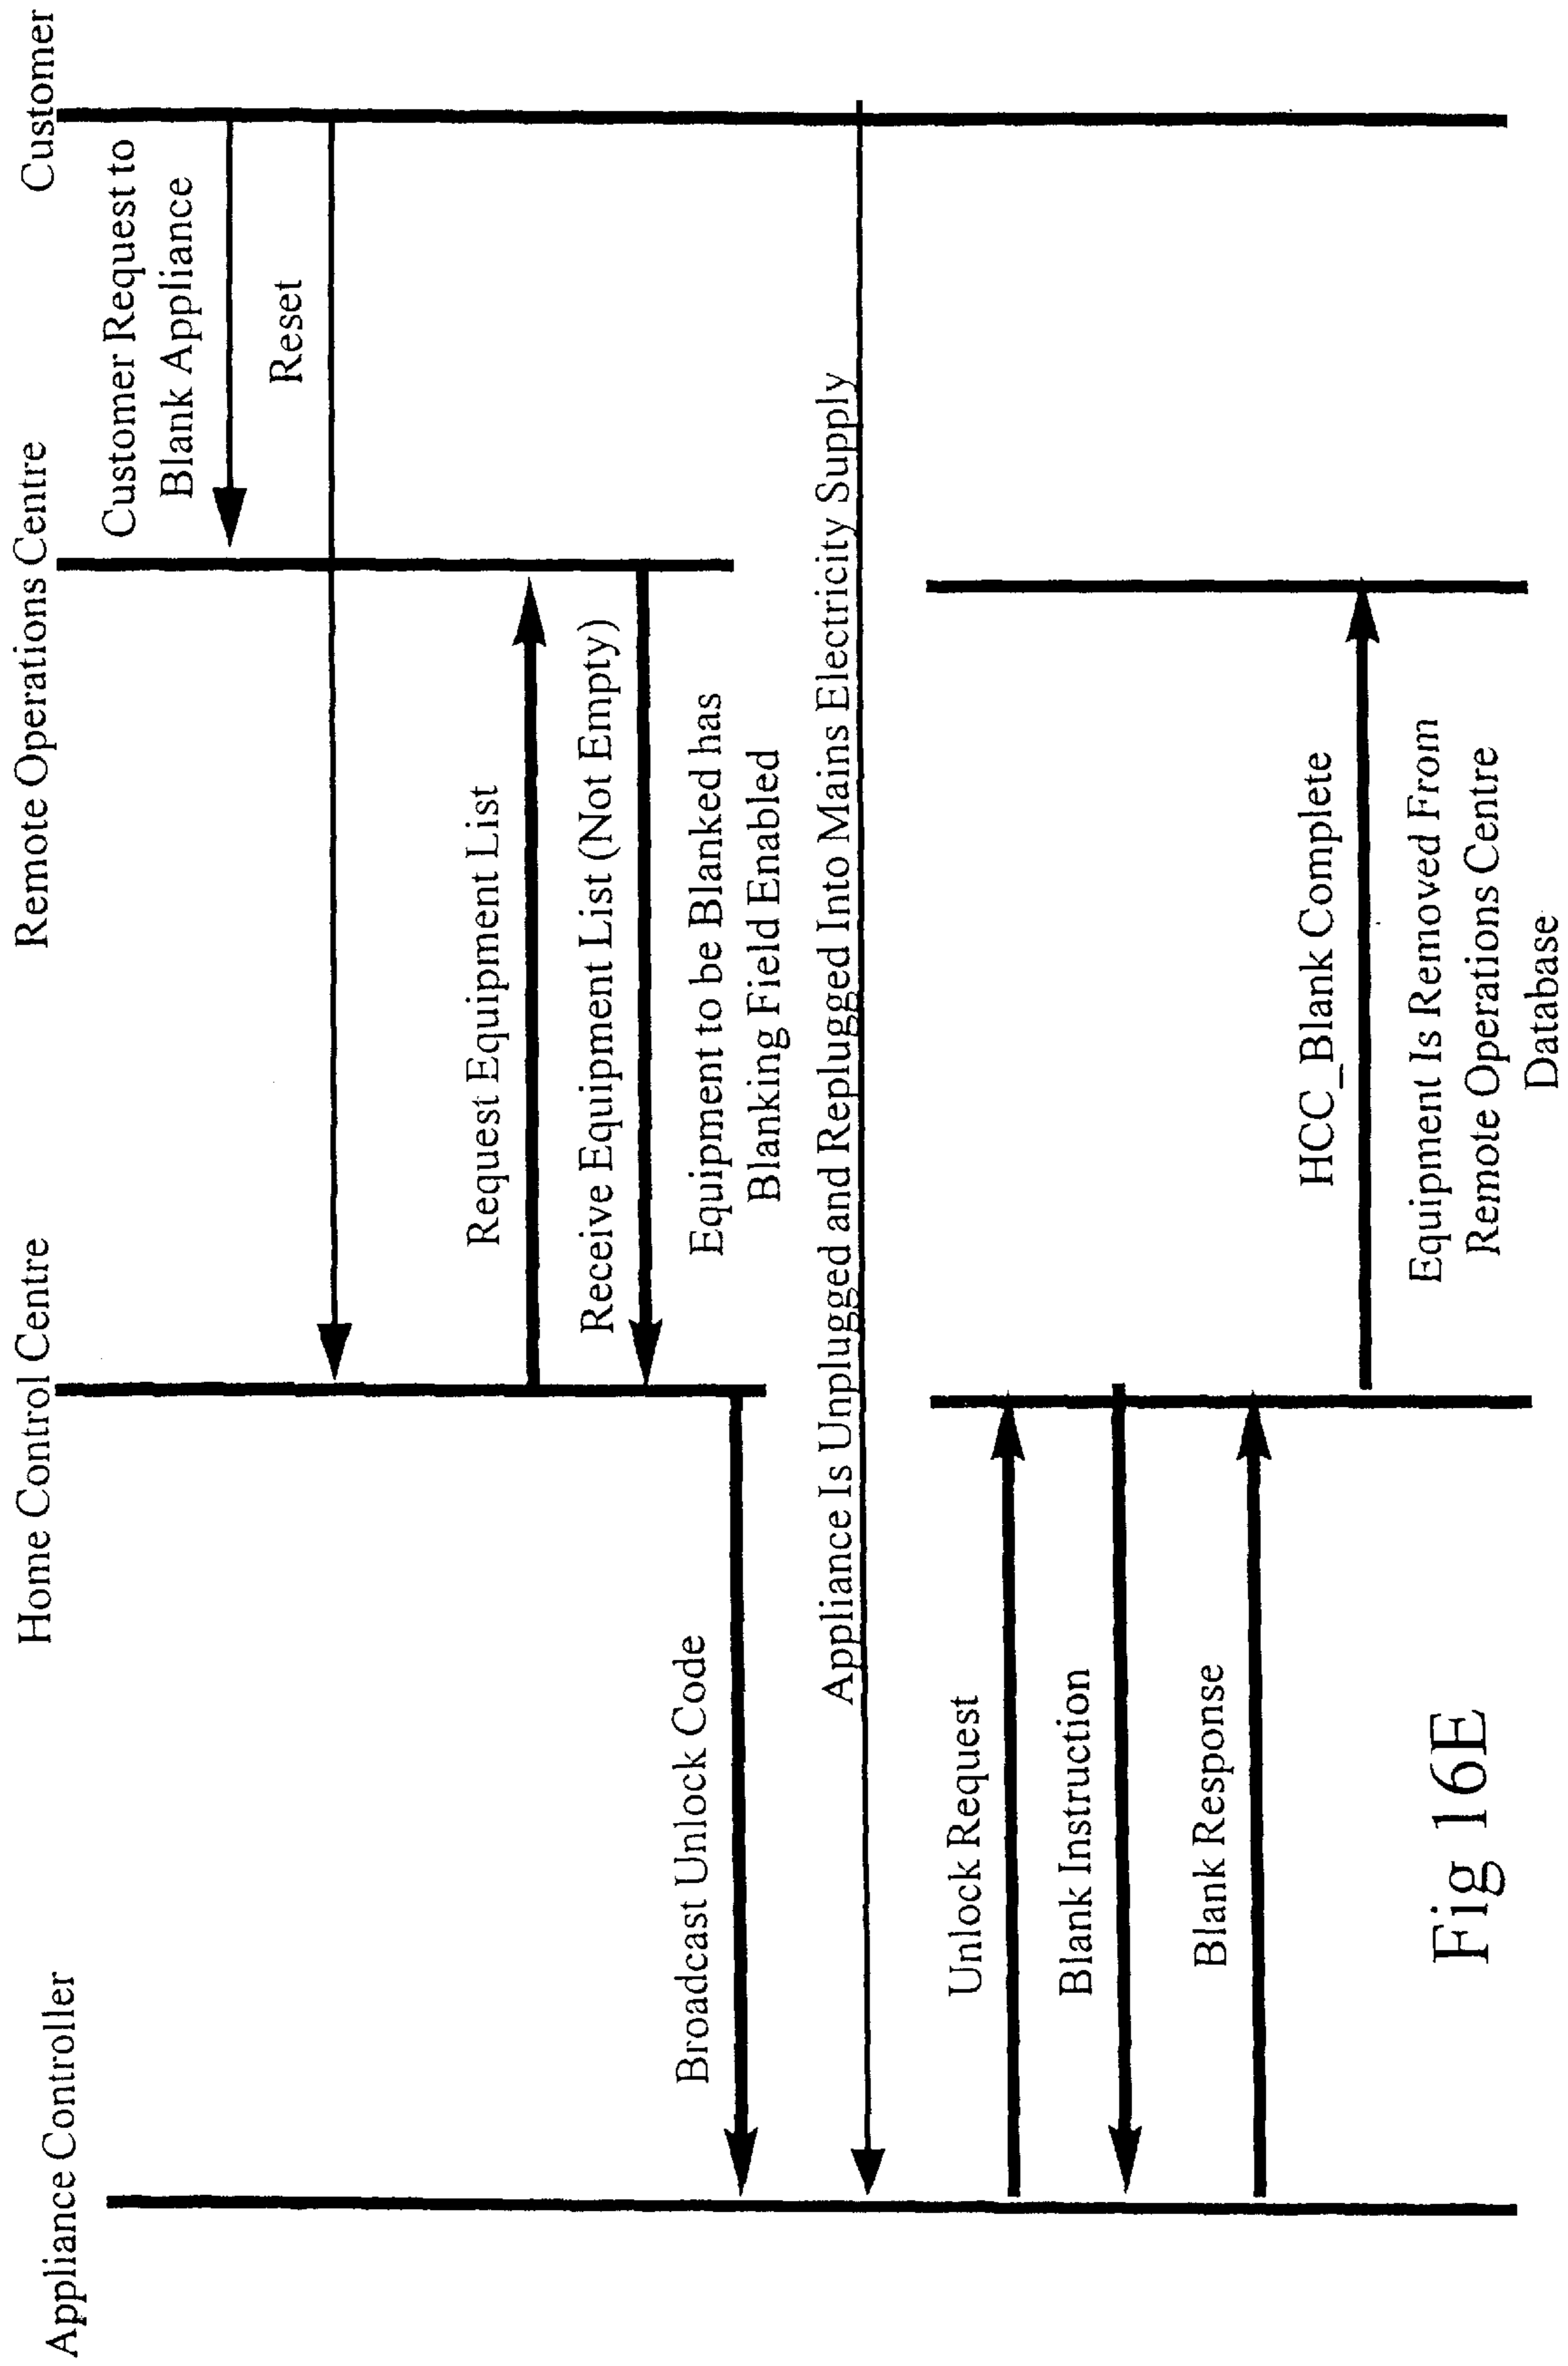 Appliance Controller
Home Control Centre
Remote Operations Centre
Customer
Customer Request to
Blank Appliance
Reset
Request Equipment List
Receive Equipment List (Not Empty)
Equipment to be Blanked has
Blanking Field Enabled
Broadcast Unlock Code
Appliance Is Unplugged and Replugged Into Mains Electricity Supply
Unlock Request
Blank Instruction
Blank Response
HCC_Blank Complete
Equipment Is Removed From
Remote Operations Centre
Database
Fig 16E